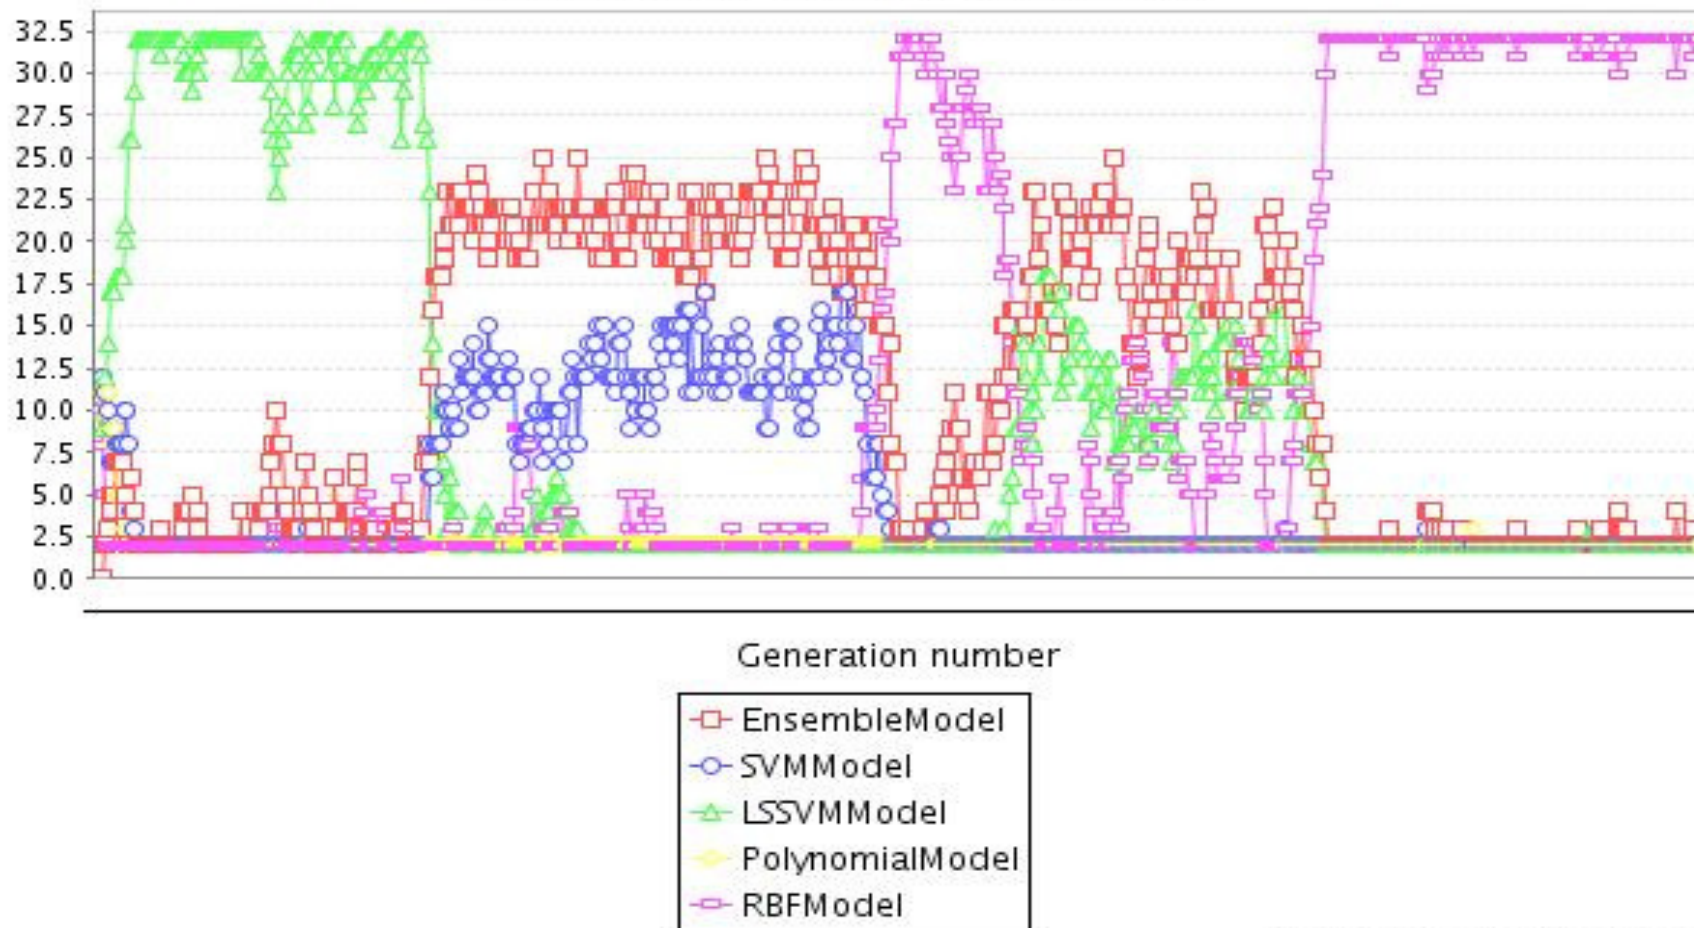 32.5
30.0
27.5
25.0
22.5
20.0
17.5
15.0
12.5
10.0
7.5
5.0
2.5
0.0
Generation number
EnsembleModel
SVMModel
LSSVMModel
PolynomialModel
RBFModel